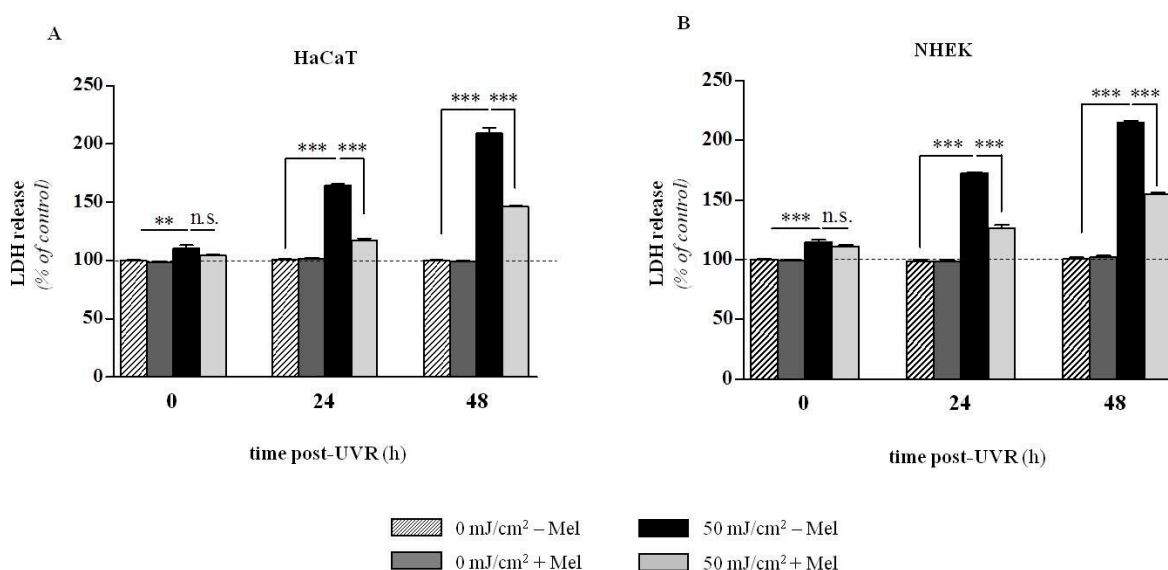 A
HaCaT
LDH release
(% of control)
250
200
150
100
50
0
** n.s.
*** ***
*** ***
0 24 48
time post-UVR (h)
B
NHEK
LDH release
(% of control)
250
200
150
100
50
0
*** n.s.
*** ***
*** ***
0 24 48
time post-UVR (h)
0 mJ/cm² – Mel
0 mJ/cm² + Mel
50 mJ/cm² – Mel
50 mJ/cm² + Mel